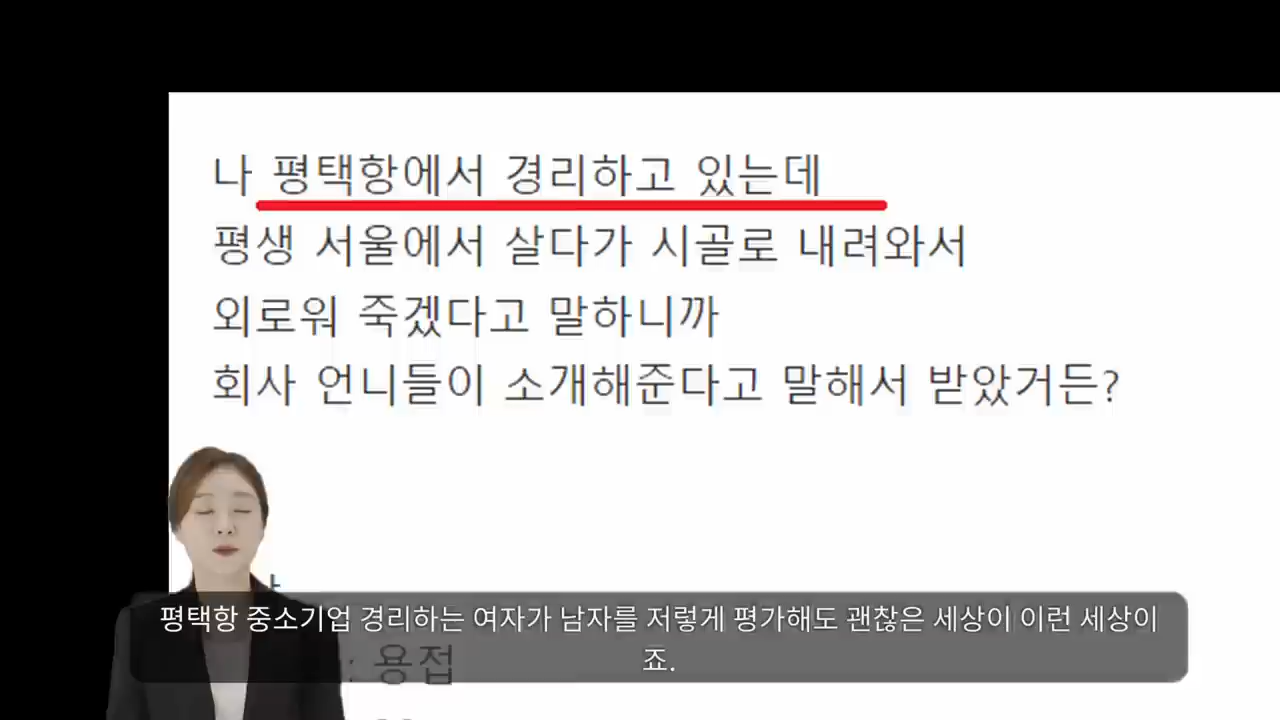 나 평택항에서 경리하고 있는데
평생 서울에서 살다가 시골로 내려와서
외로워 죽겠다고 말하니까
회사 언니들이 소개해준다고 말해서 받았거든?
평택항 중소기업 경리하는 여자가 남자를 저렇게 평가해도 괜찮은 세상이 이런 세상이
죠.
: 용접